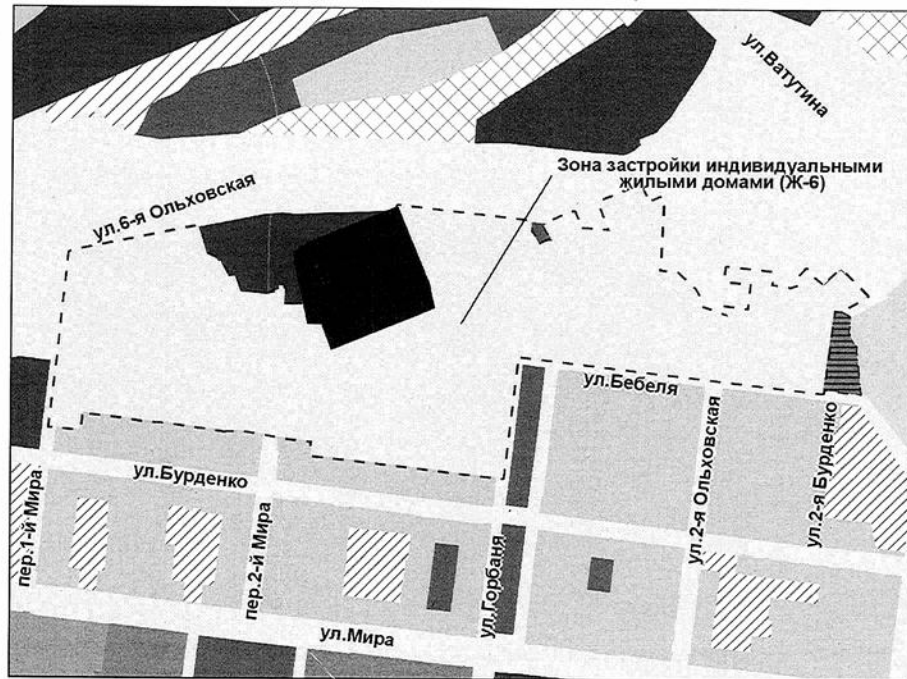 ул.Ватутина
Зона застройки индивидуальными
жилыми домами (Ж-6)
ул.6-я Ольховская
ул.Бебеля
ул.Бурденко
пер.1-й Мира
пер.2-й Мира
ул.Горбаня
ул.2-я Ольховская
ул.2-я Бурденко
ул.Мира